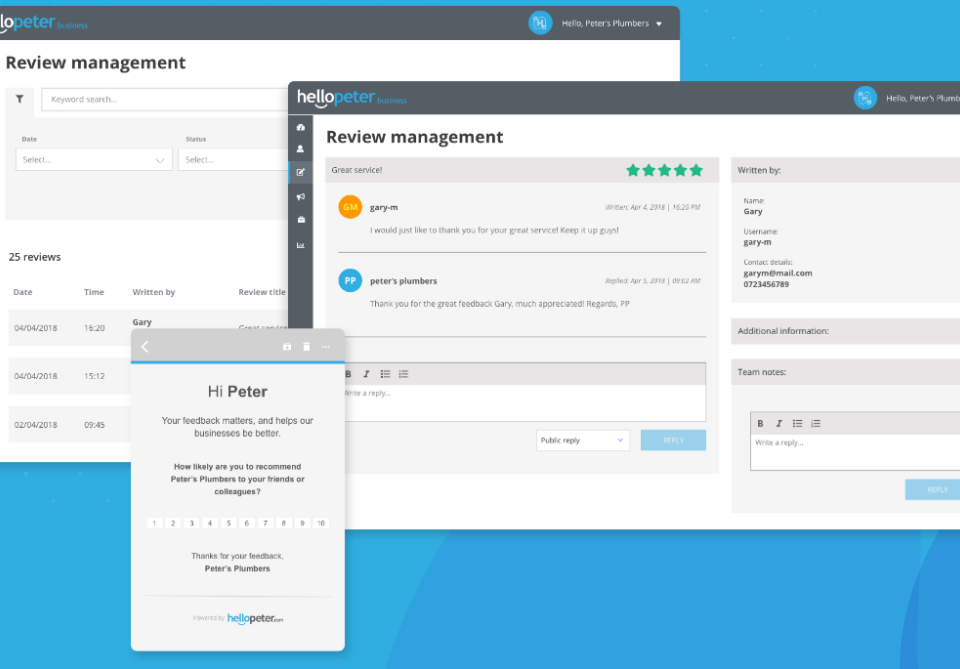 llopeter business
Hello, Peter's Plumbers
Review management
Keyword search...
Date
Status
Select...
Select...
25 reviews
Date
Time
Written by
Review title
04/04/2018
16:20
Gary
Great service
04/04/2018
15:12
02/04/2018
09:45
hellopeter business
Hello, Peter's Plumb
Review management
Great service!
GM
gary-m
Written: Apr 4, 2018 | 16:20 PM
I would just like to thank you for your great service! Keep it up guys!
PP
peter's plumbers
Replied: Apr 5, 2018 | 09:02 AM
Thank you for the great feedback Gary, much appreciated! Regards, PP
B I
Write a reply...
Public reply
REPLY
Written by:
Name:
Gary
Username:
gary-m
Contact details:
garym@mail.com
0723456789
Additional information:
Team notes:
B I
Write a reply...
REPLY
Hi Peter
Your feedback matters, and helps our
businesses be better.
How likely are you to recommend
Peter's Plumbers to your friends or
colleagues?
1 2 3 4 5 6 7 8 9 10
Thanks for your feedback,
Peter's Plumbers
Powered by hellopeter.com